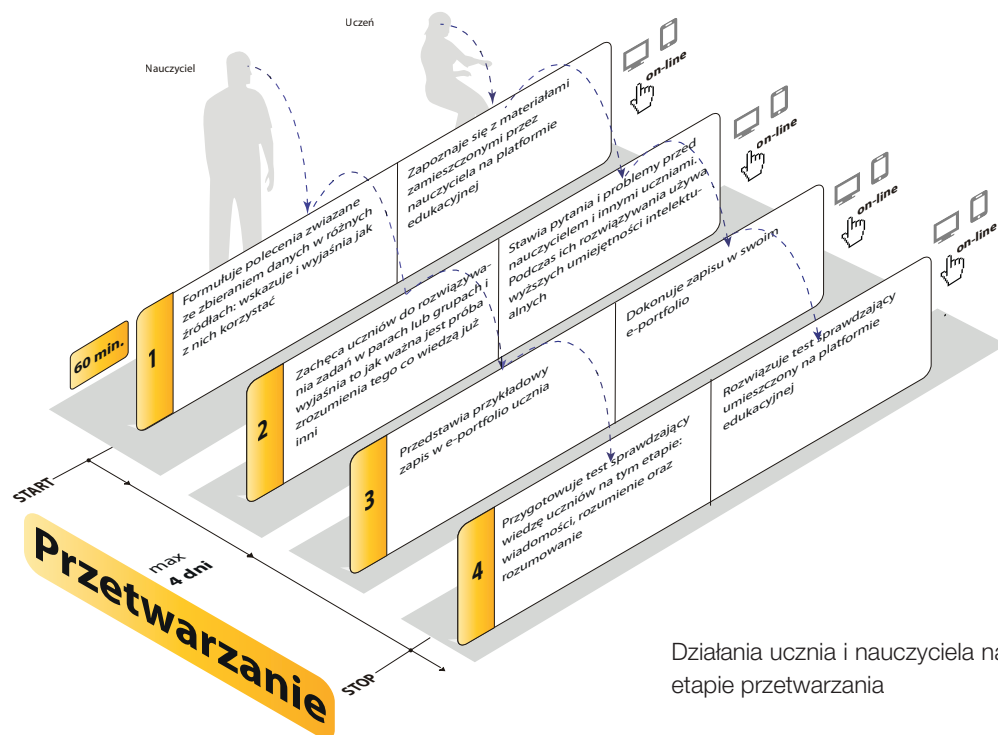 Uczeń
Nauczyciel
60 min.
1
Formułuje polecenia związane
ze zbieraniem danych w różnych
źródłach: wskazuje i wyjaśnia jak
z nich korzystać
Zapoznaje się z materiałami
zamieszczonymi przez
nauczyciela na platformie
edukacyjnej
on-line
2
Zachęca uczniów do rozwiązywa-
nia zadań w parach lub grupach i
wyjaśnia to jak ważna jest próba
zrozumienia tego co wiedzą już
inni
Stawia pytania i problemy przed
nauczycielem i innymi uczniami.
Podczas ich rozwiązywania używa
wyższych umiejętności intelektu-
alnych
on-line
3
Przedstawia przykładowy
zapis w e-portfolio ucznia
Dokonuje zapisu w swoim
e-portfolio
on-line
4
Przygotowuje test sprawdzający
wiedzę uczniów na tym etapie:
wiadomości, rozumienie oraz
rozumowanie
Rozwiązuje test sprawdzający
umieszczony na platformie
edukacyjnej
on-line
START
max
4 dni
STOP
Przetwarzanie
Działania ucznia i nauczyciela na
etapie przetwarzania